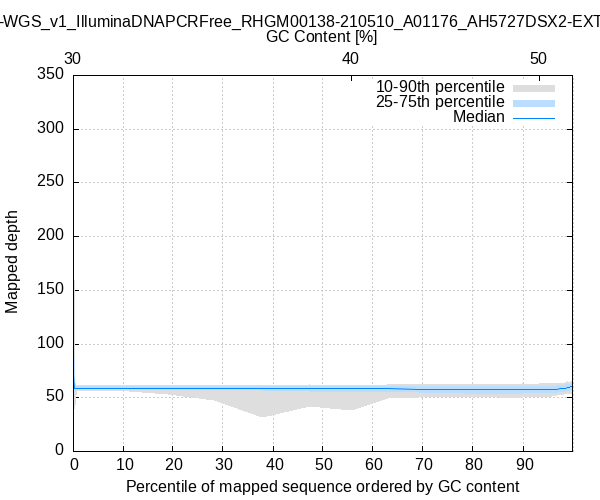 -WGS_v1_IlluminaDNAPCRFree_RHGM00138-210510_A01176_AH5727DSX2-EXT
GC Content [%]
30 40 50
350
300
250
200
150
100
50
0
Mapped depth
10-90th percentile
25-75th percentile
Median
0 10 20 30 40 50 60 70 80 90
Percentile of mapped sequence ordered by GC content